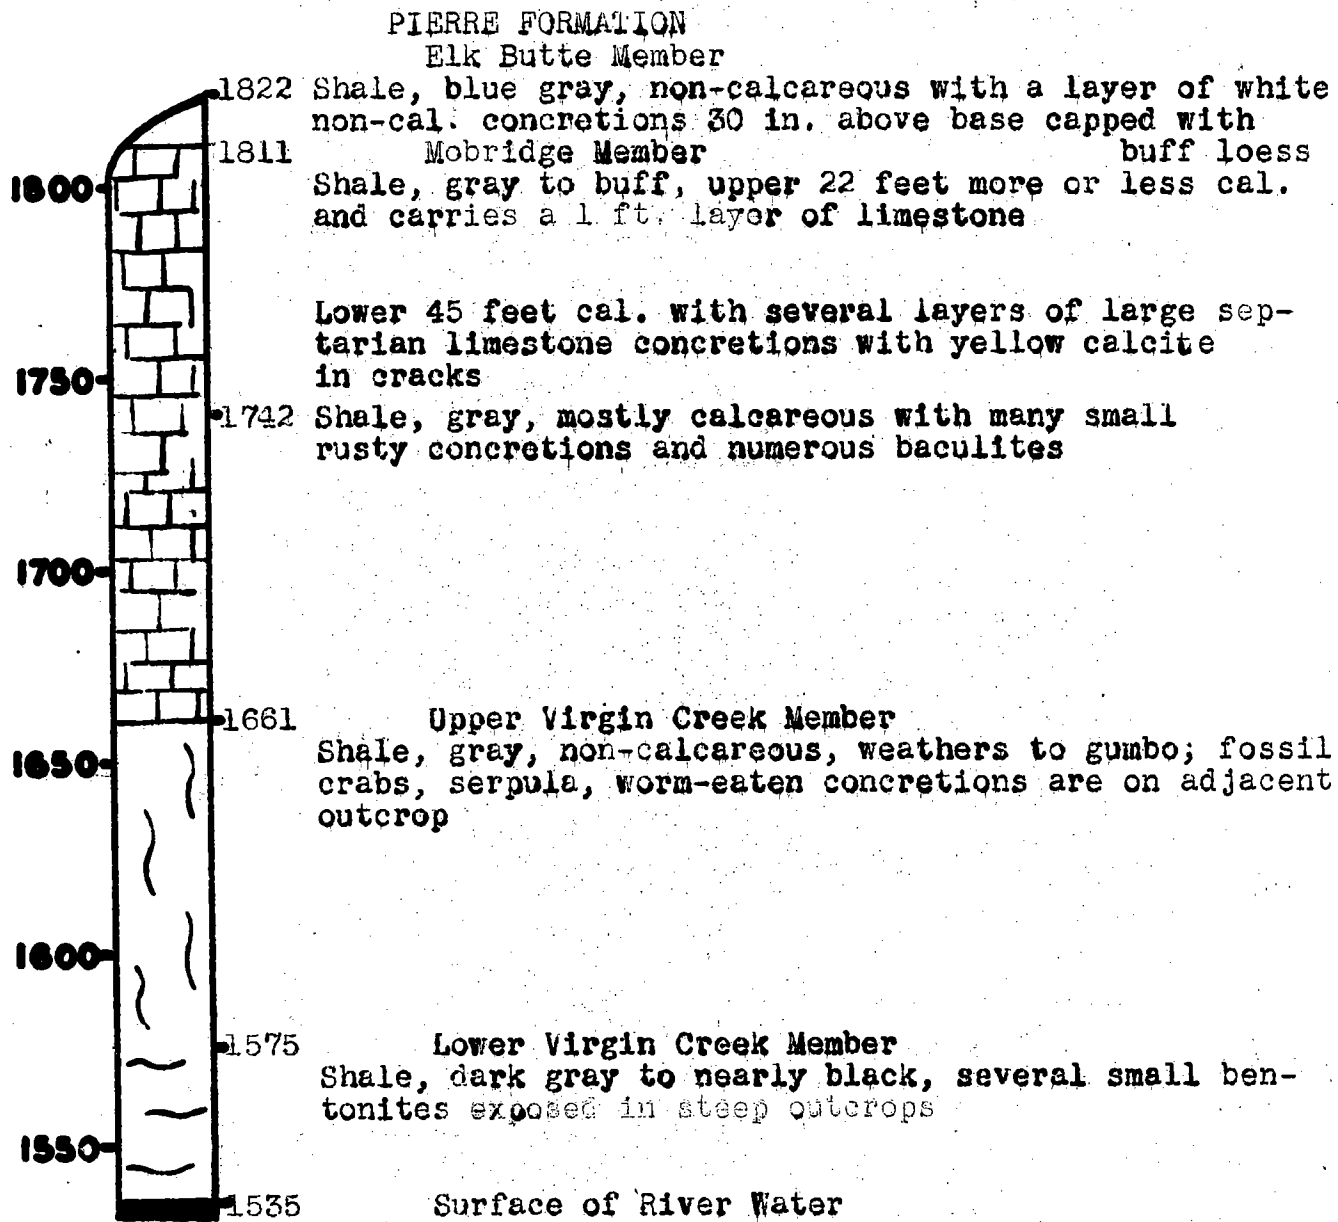 PIERRE FORMATION
Elk Butte Member
1822 Shale, blue gray, non-calcareous with a layer of white
non-cal. concretions 30 in. above base capped with
1811 Mobridge Member buff loess
1800 Shale, gray to buff, upper 22 feet more or less cal.
and carries a 1 ft. layer of limestone
Lower 45 feet cal. with several layers of large sep-
tarian limestone concretions with yellow calcite
1750 in cracks
1742 Shale, gray, mostly calcareous with many small
rusty concretions and numerous baculites
1700
1661 Upper Virgin Creek Member
1650 Shale, gray, non-calcareous, weathers to gumbo; fossil
crabs, serpula, worm-eaten concretions are on adjacent
outcrop
1600
1575 Lower Virgin Creek Member
Shale, dark gray to nearly black, several small ben-
tonites exposed in steep outcrops
1550
1535 Surface of River Water